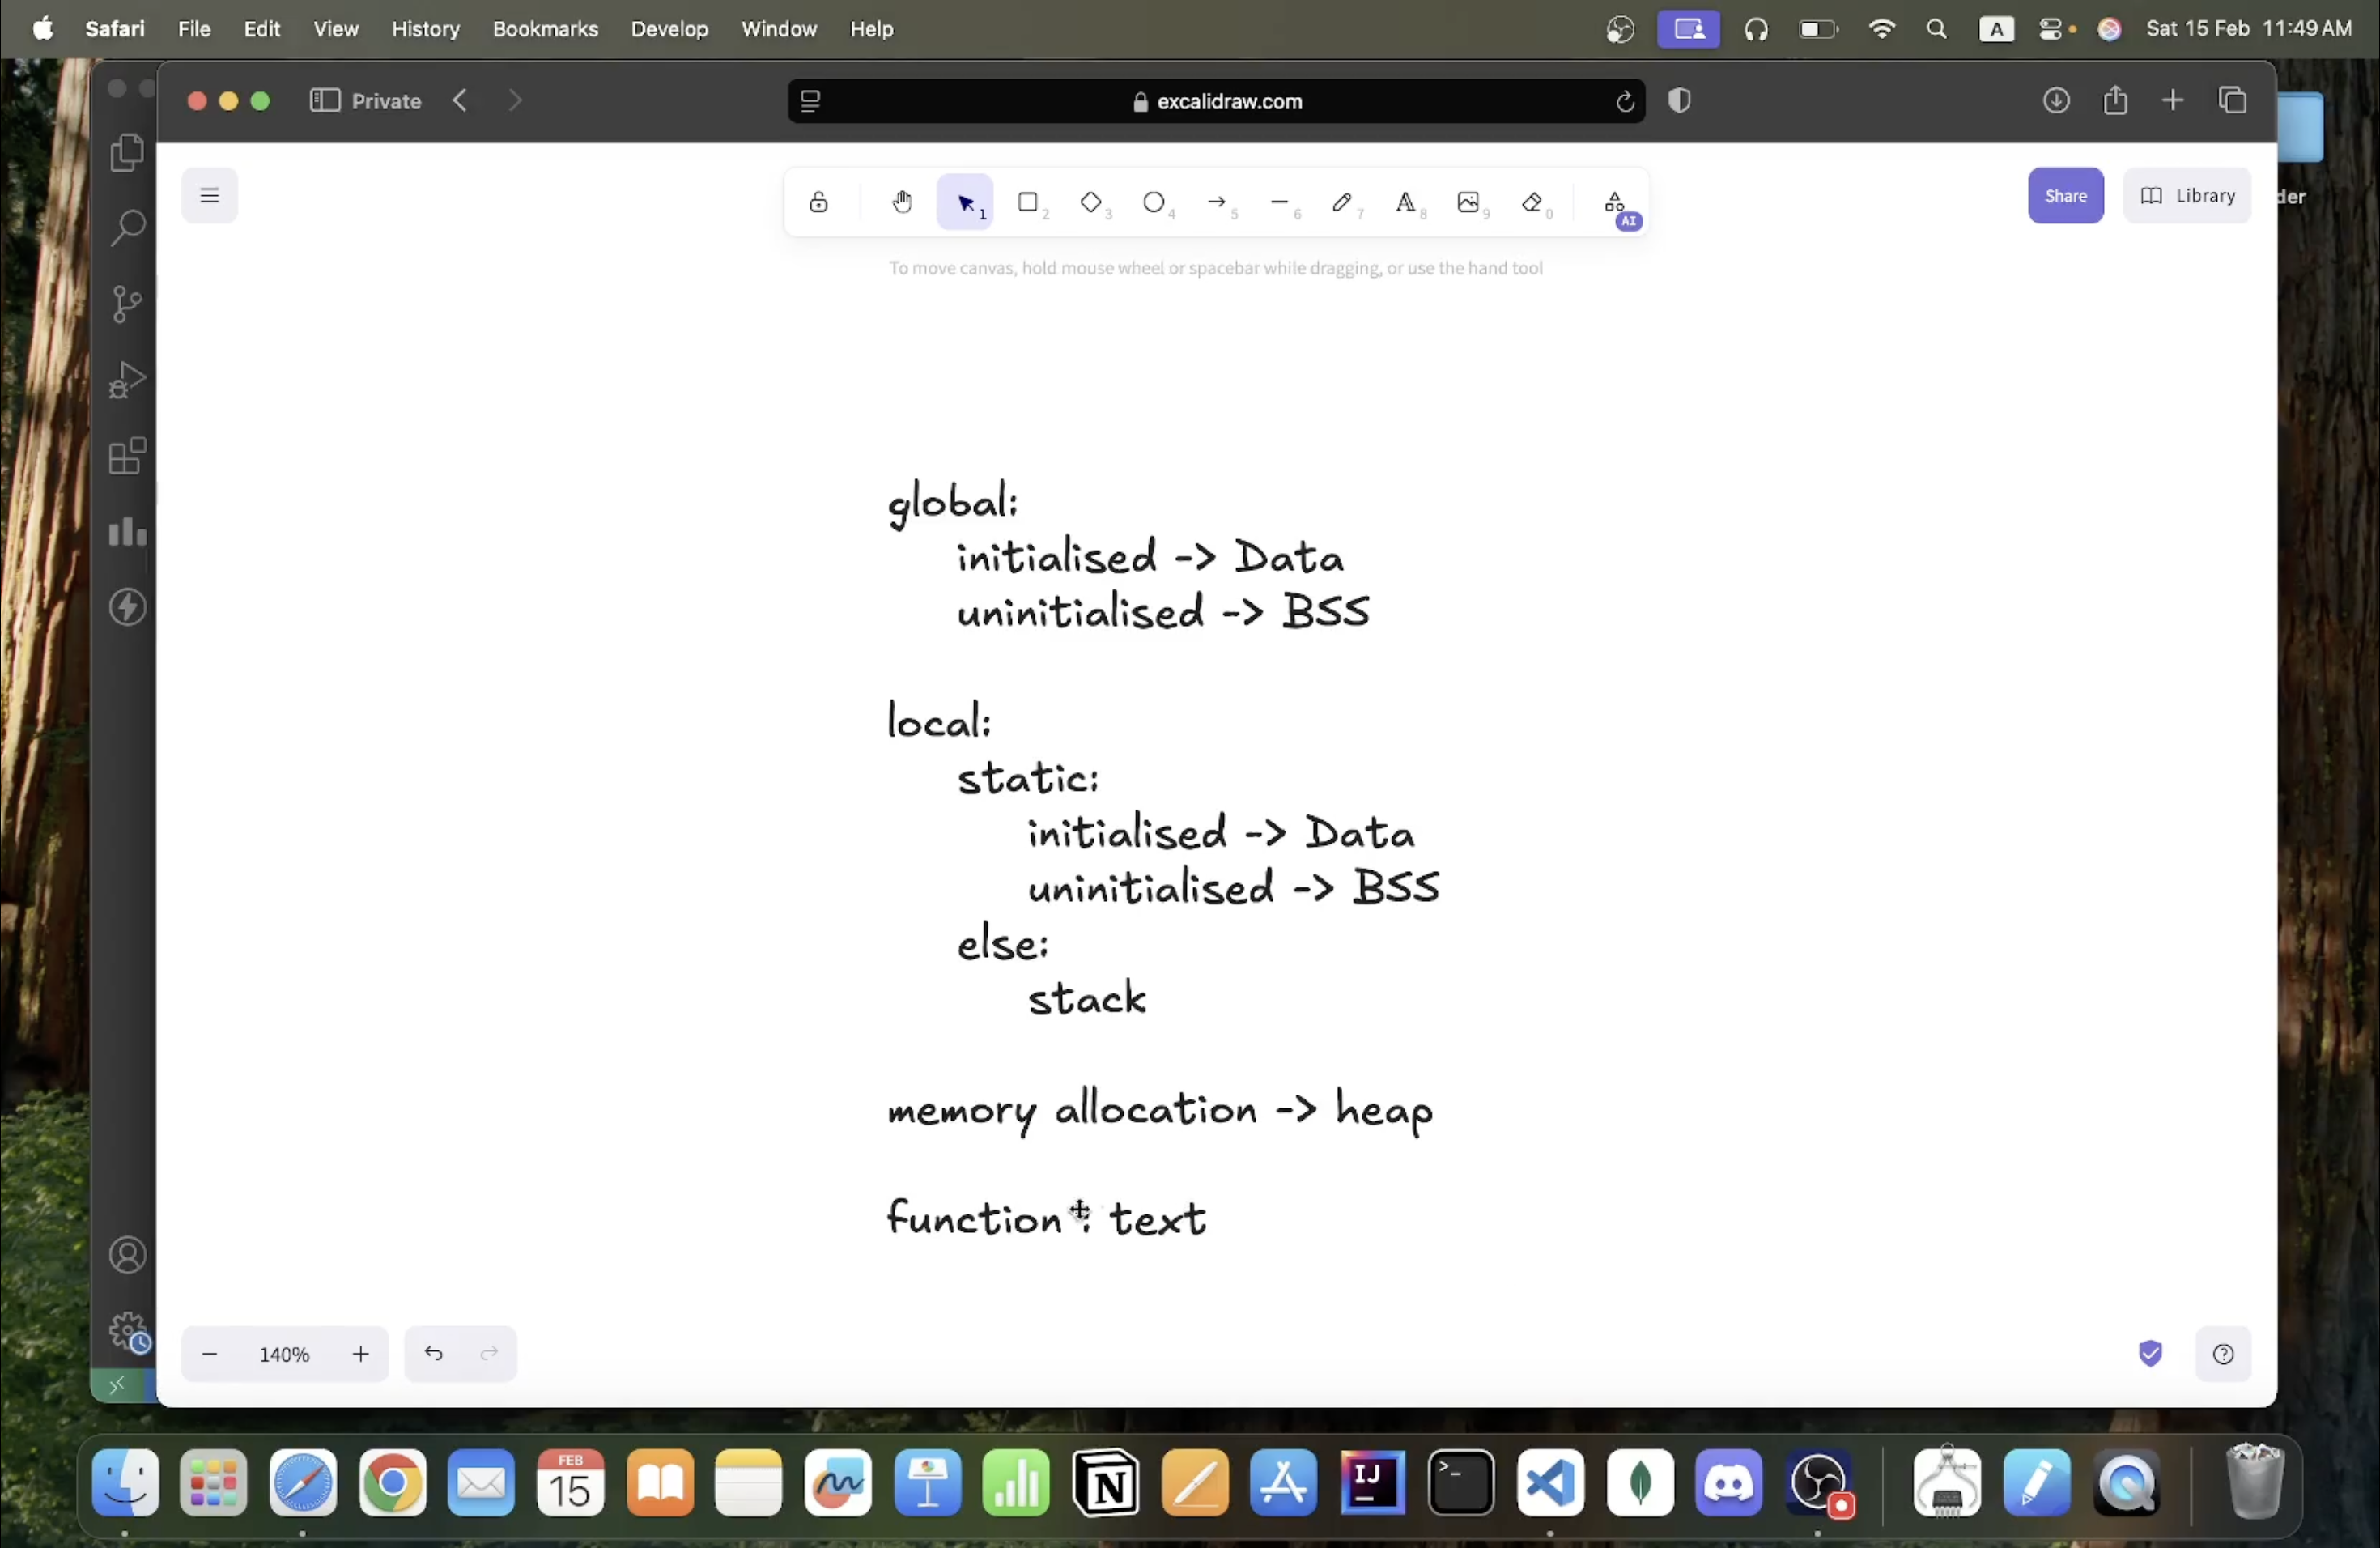 Safari File Edit View History Bookmarks Develop Window Help A Sat 15 Feb 11:49 AM
Private excalidraw.com
der
1 2 3 4 5 6 7 A 8 9 0 AI
Share Library
To move canvas, hold mouse wheel or spacebar while dragging, or use the hand tool
global:
initialised -> Data
uninitialised -> BSS
local:
static:
initialised -> Data
uninitialised -> BSS
else:
stack
memory allocation -> heap
function : text
140%
FEB
15
N
IJ